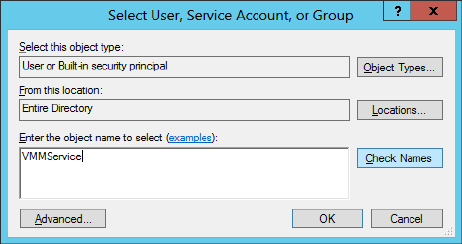 Select User, Service Account, or Group
?
Select this object type:
User or Built-in security principal
Object Types...
From this location:
Entire Directory
Locations...
Enter the object name to select (examples):
VMMService
Check Names
Advanced...
OK
Cancel